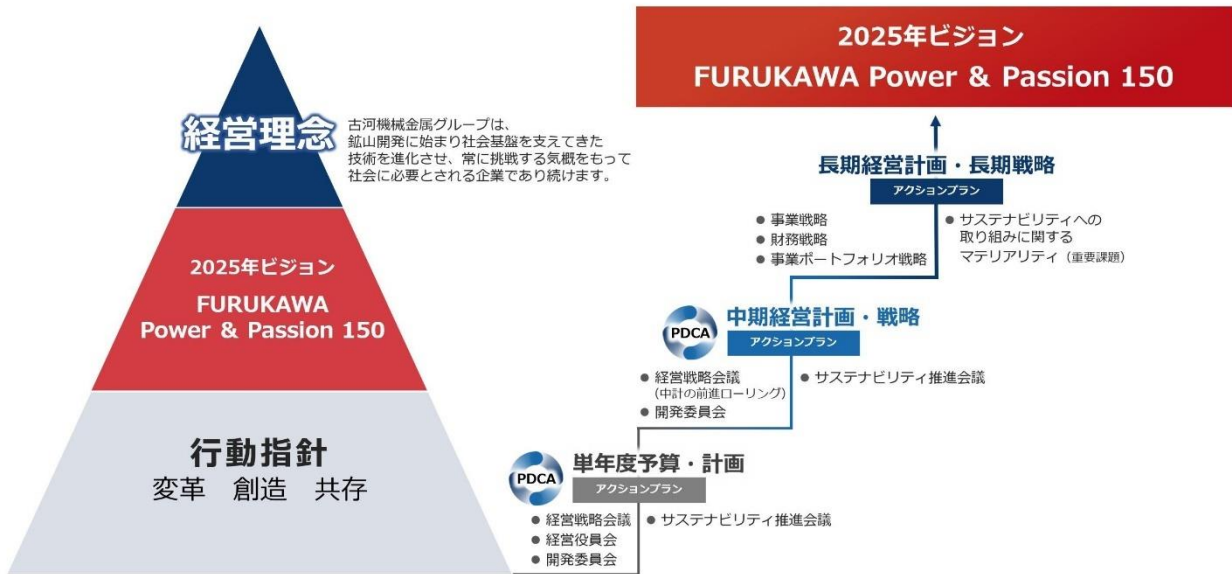 経営理念
古河機械金属グループは、
鉱山開発に始まり社会基盤を支えてきた
技術を進化させ、常に挑戦する気概をもって
社会に必要とされる企業であり続けます。
2025年ビジョン
FURUKAWA
Power & Passion 150
行動指針
変革 創造 共存
2025年ビジョン
FURUKAWA Power & Passion 150
長期経営計画・長期戦略
アクションプラン
● 事業戦略
● 財務戦略
● 事業ポートフォリオ戦略
● サステナビリティへの
取り組みに関する
マテリアリティ（重要課題）
PDCA
中期経営計画・戦略
アクションプラン
● 経営戦略会議
（中計の前進ローリング）
● 開発委員会
● サステナビリティ推進会議
PDCA
単年度予算・計画
アクションプラン
● 経営戦略会議
● 経営役員会
● 開発委員会
● サステナビリティ推進会議